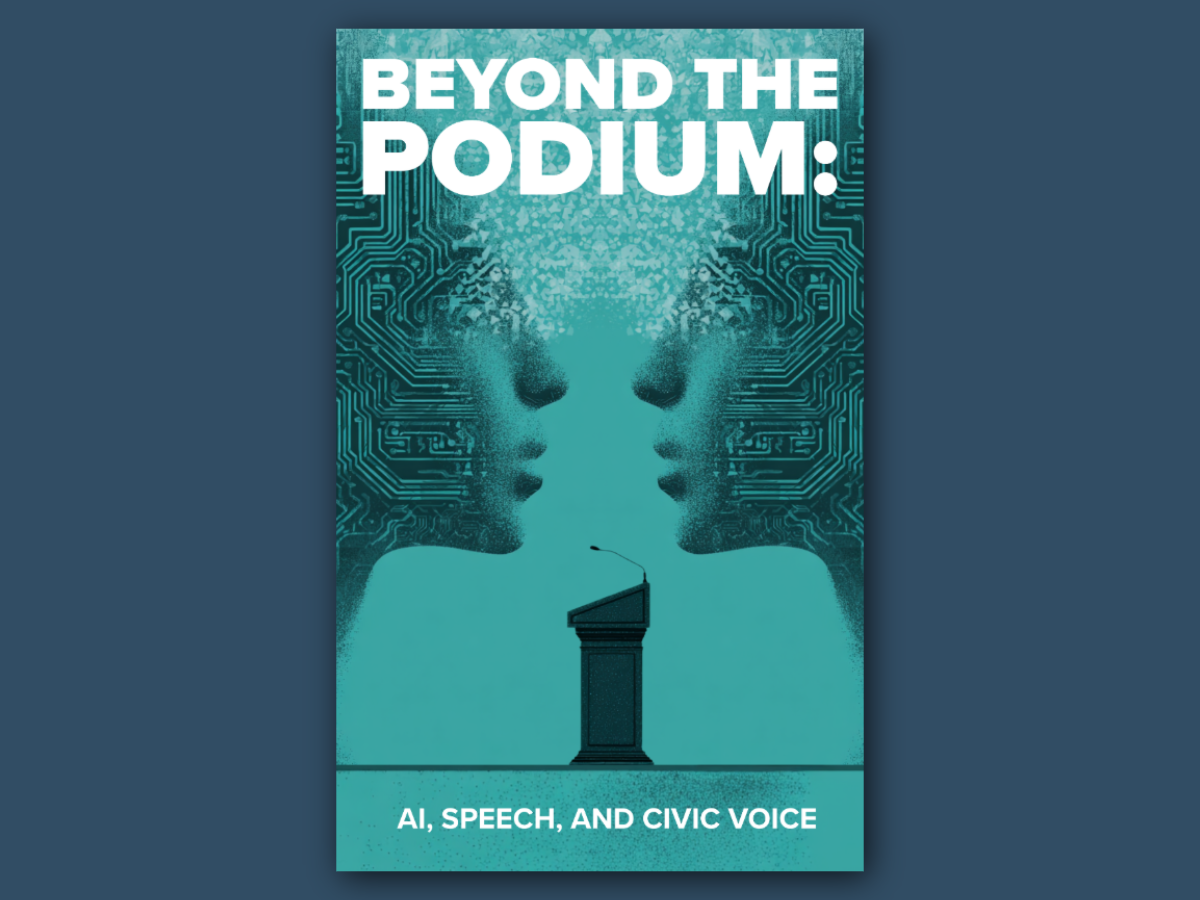 BEYOND THE
PODIUM:
AI, SPEECH, AND CIVIC VOICE